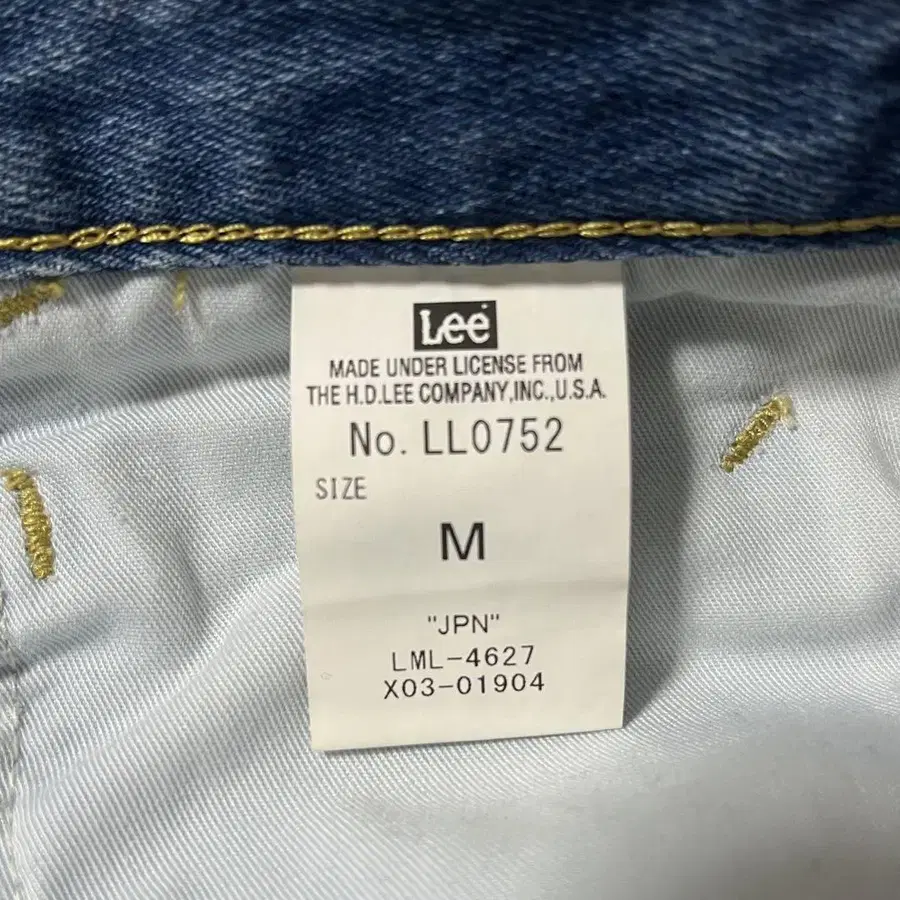 Lee
MADE UNDER LICENSE FROM
THE H.D.LEE COMPANY,INC.,U.S.A.
No. LL0752
SIZE
M
"JPN"
LML-4627
X03-01904